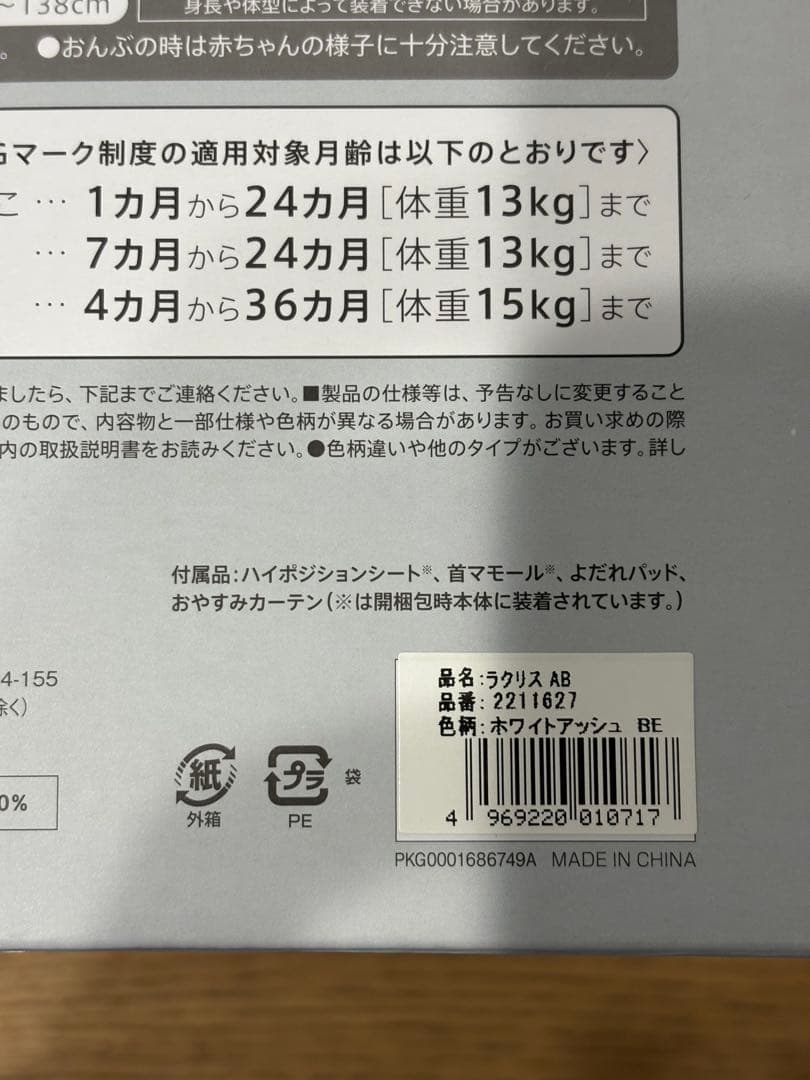 ～138cm
身長や体型によって装着できない場合があります。
。 ●おんぶの時は赤ちゃんの様子に十分注意してください。
Gマーク制度の適用対象月齢は以下のとおりです〉
こ … 1カ月から24カ月[体重13kg]まで
… 7カ月から24カ月[体重13kg]まで
… 4カ月から36カ月[体重15kg]まで
ましたら、下記までご連絡ください。■製品の仕様等は、予告なしに変更すること
のもので、内容物と一部仕様や色柄が異なる場合があります。お買い求めの際
内の取扱説明書をお読みください。●色柄違いや他のタイプがございます。詳し
付属品:ハイポジションシート※、首マモール※、よだれパッド、
おやすみカーテン(※は開梱包時本体に装着されています。)
4-155
除く)
0%
紙
外箱
プラ
PE
袋
品名:ラクリス AB
品番: 2211627
色柄:ホワイトアッシュ BE
4 969220 010717
PKG0001686749A MADE IN CHINA